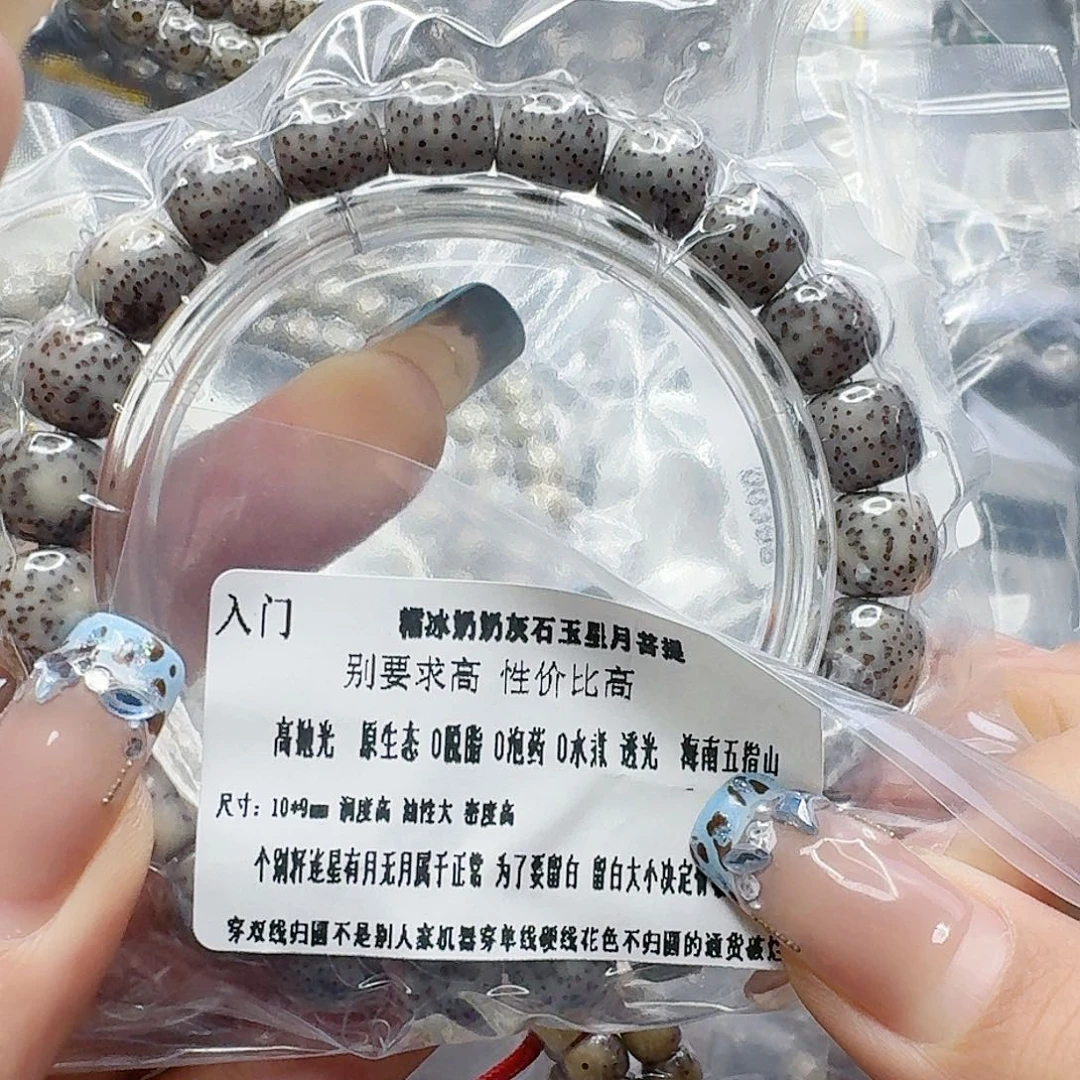 入门
糯冰奶奶灰石玉星月菩提
别要求高 性价比高
高抛光 原生态 0脱脂 0泡药 0水煮 透光 海南五指山
尺寸：10*9mm 润度高 油性大 密度高
个别籽迷星有月无月属于正常 为了要留白 留白大小决定
穿双线归圆不是别人家机器穿单线硬线花色不归圆的通货破烂